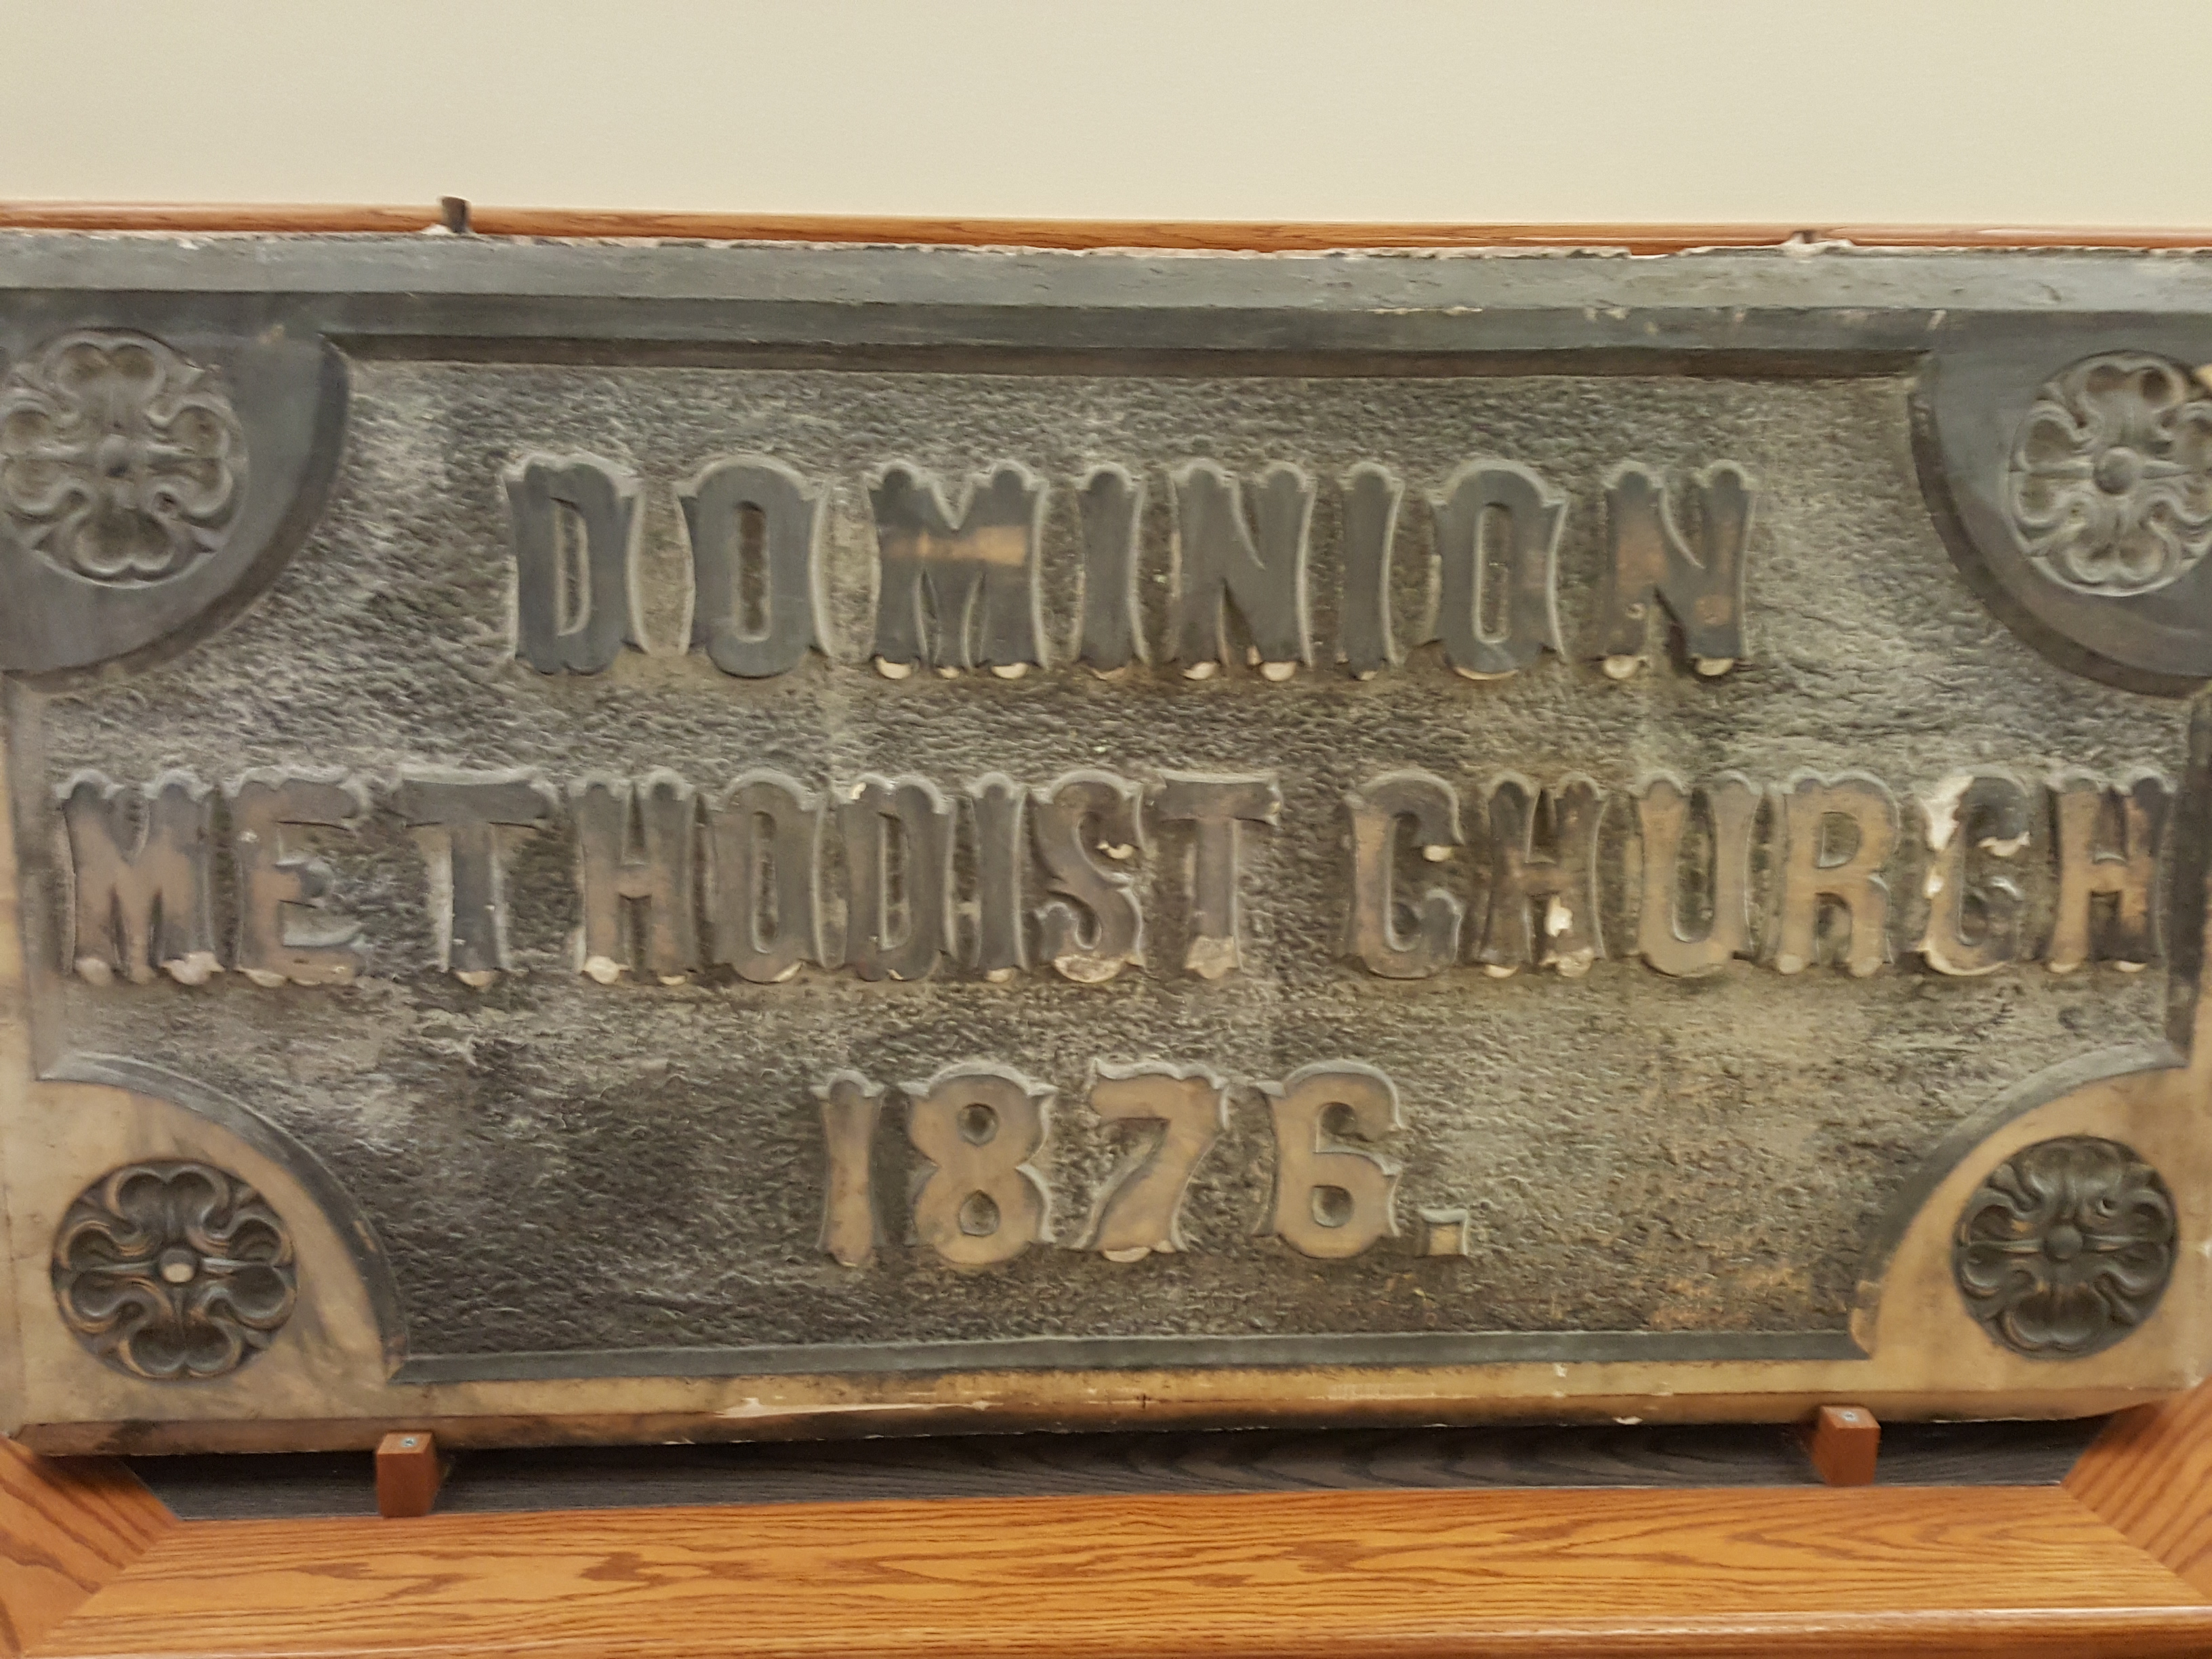 DOMINION
METHODIST CHURCH
1876.